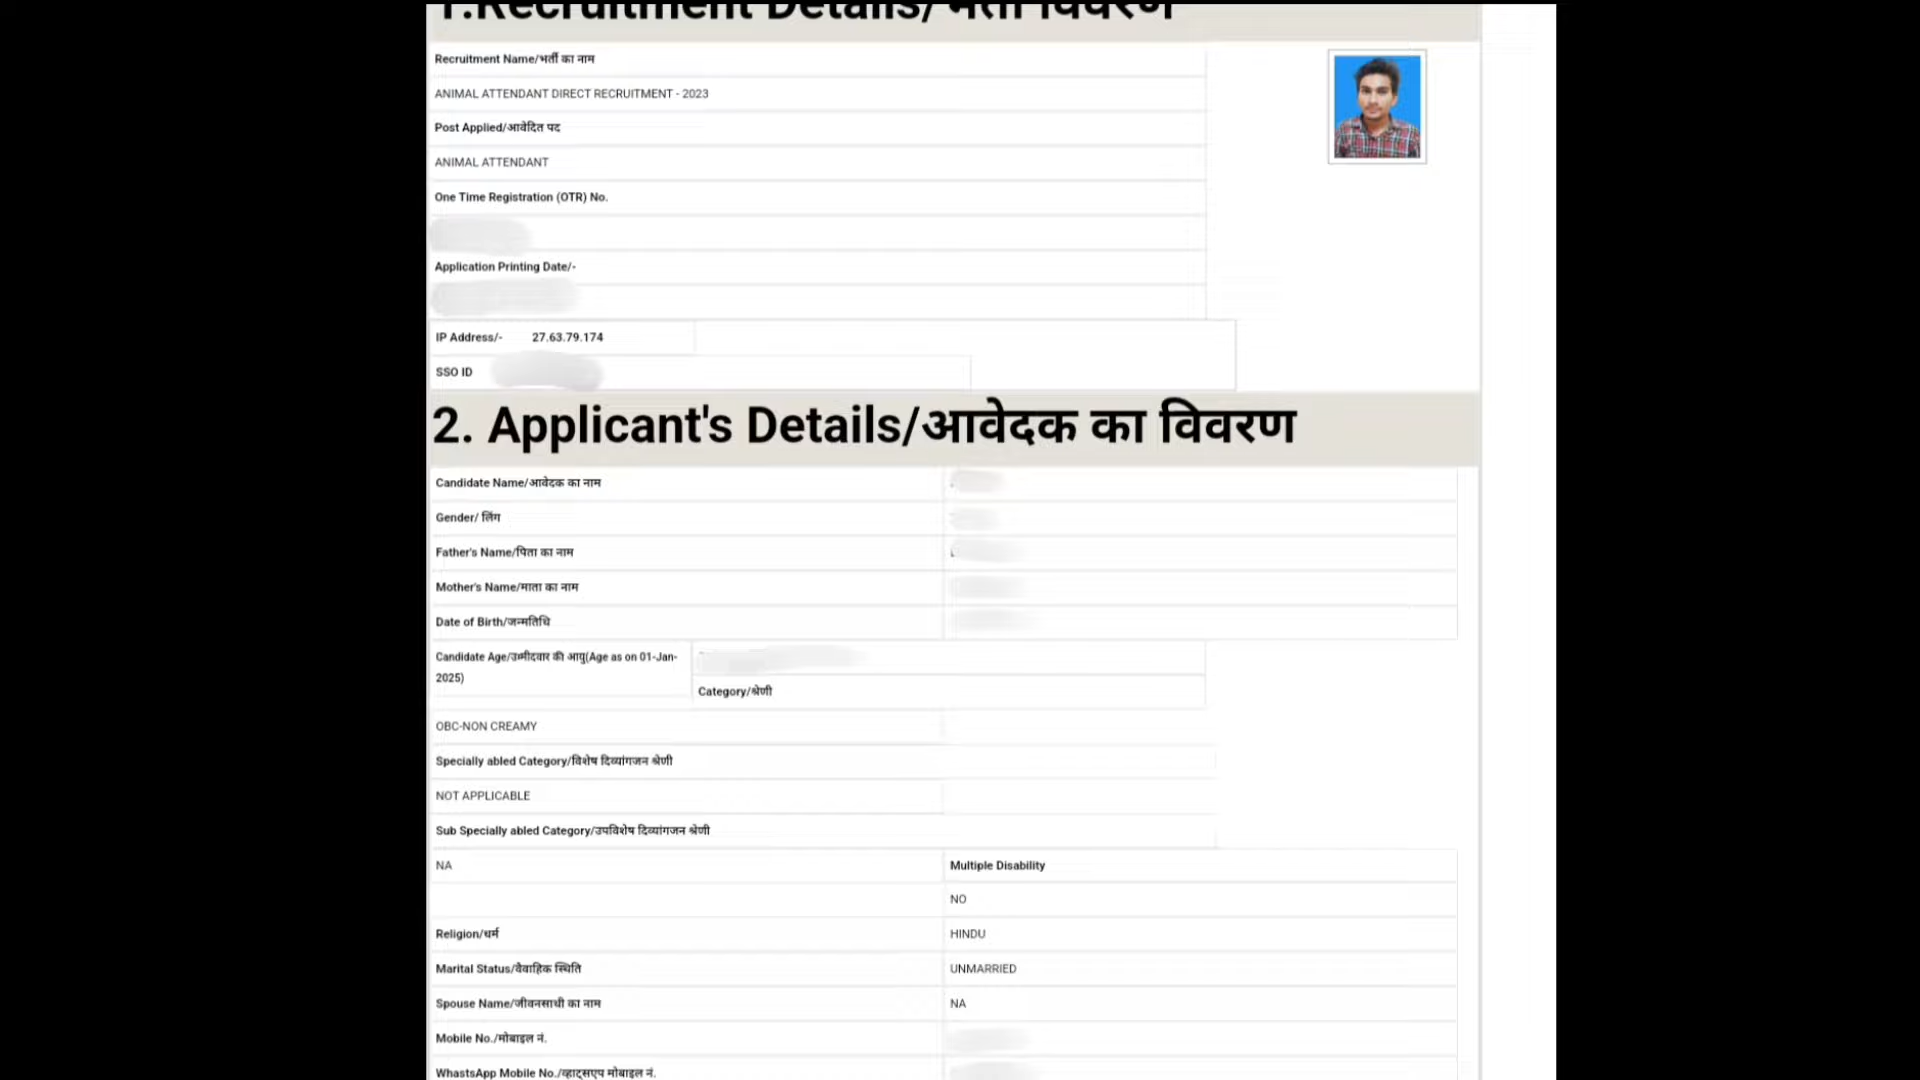 1.Recruitment Details/भर्ती विवरण
Recruitment Name/भर्ती का नाम
ANIMAL ATTENDANT DIRECT RECRUITMENT - 2023
Post Applied/आवेदित पद
ANIMAL ATTENDANT
One Time Registration (OTR) No.
Application Printing Date/-
IP Address/- 27.63.79.174
SSO ID
2. Applicant's Details/आवेदक का विवरण
Candidate Name/आवेदक का नाम
Gender/ लिंग
Father's Name/पिता का नाम
Mother's Name/माता का नाम
Date of Birth/जन्मतिथि
Candidate Age/उम्मीदवार की आयु(Age as on 01-Jan-
2025)
Category/श्रेणी
OBC-NON CREAMY
Specially abled Category/विशेष दिव्यांगजन श्रेणी
NOT APPLICABLE
Sub Specially abled Category/उपविशेष दिव्यांगजन श्रेणी
NA Multiple Disability
NO
Religion/धर्म HINDU
Marital Status/वैवाहिक स्थिति UNMARRIED
Spouse Name/जीवनसाथी का नाम NA
Mobile No./मोबाइल नं.
WhastsApp Mobile No./व्हाट्सएप मोबाइल नं.